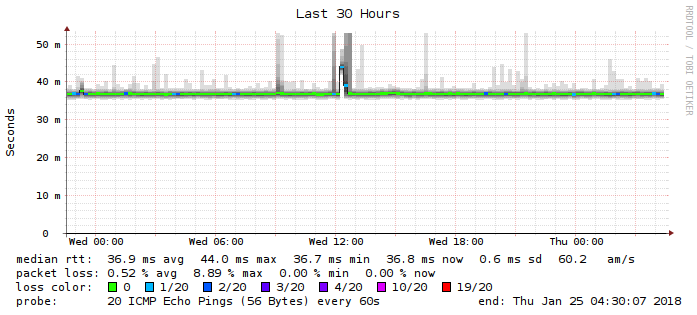 Last 30 Hours
RRDTOOL / TOBI OETIKER
Seconds
50 m
40 m
30 m
20 m
10 m
0
Wed 00:00 Wed 06:00 Wed 12:00 Wed 18:00 Thu 00:00
median rtt: 36.9 ms avg 44.0 ms max 36.7 ms min 36.8 ms now 0.6 ms sd 60.2 am/s
packet loss: 0.52 % avg 8.89 % max 0.00 % min 0.00 % now
loss color: 0 1/20 2/20 3/20 4/20 10/20 19/20
probe: 20 ICMP Echo Pings (56 Bytes) every 60s end: Thu Jan 25 04:30:07 2018